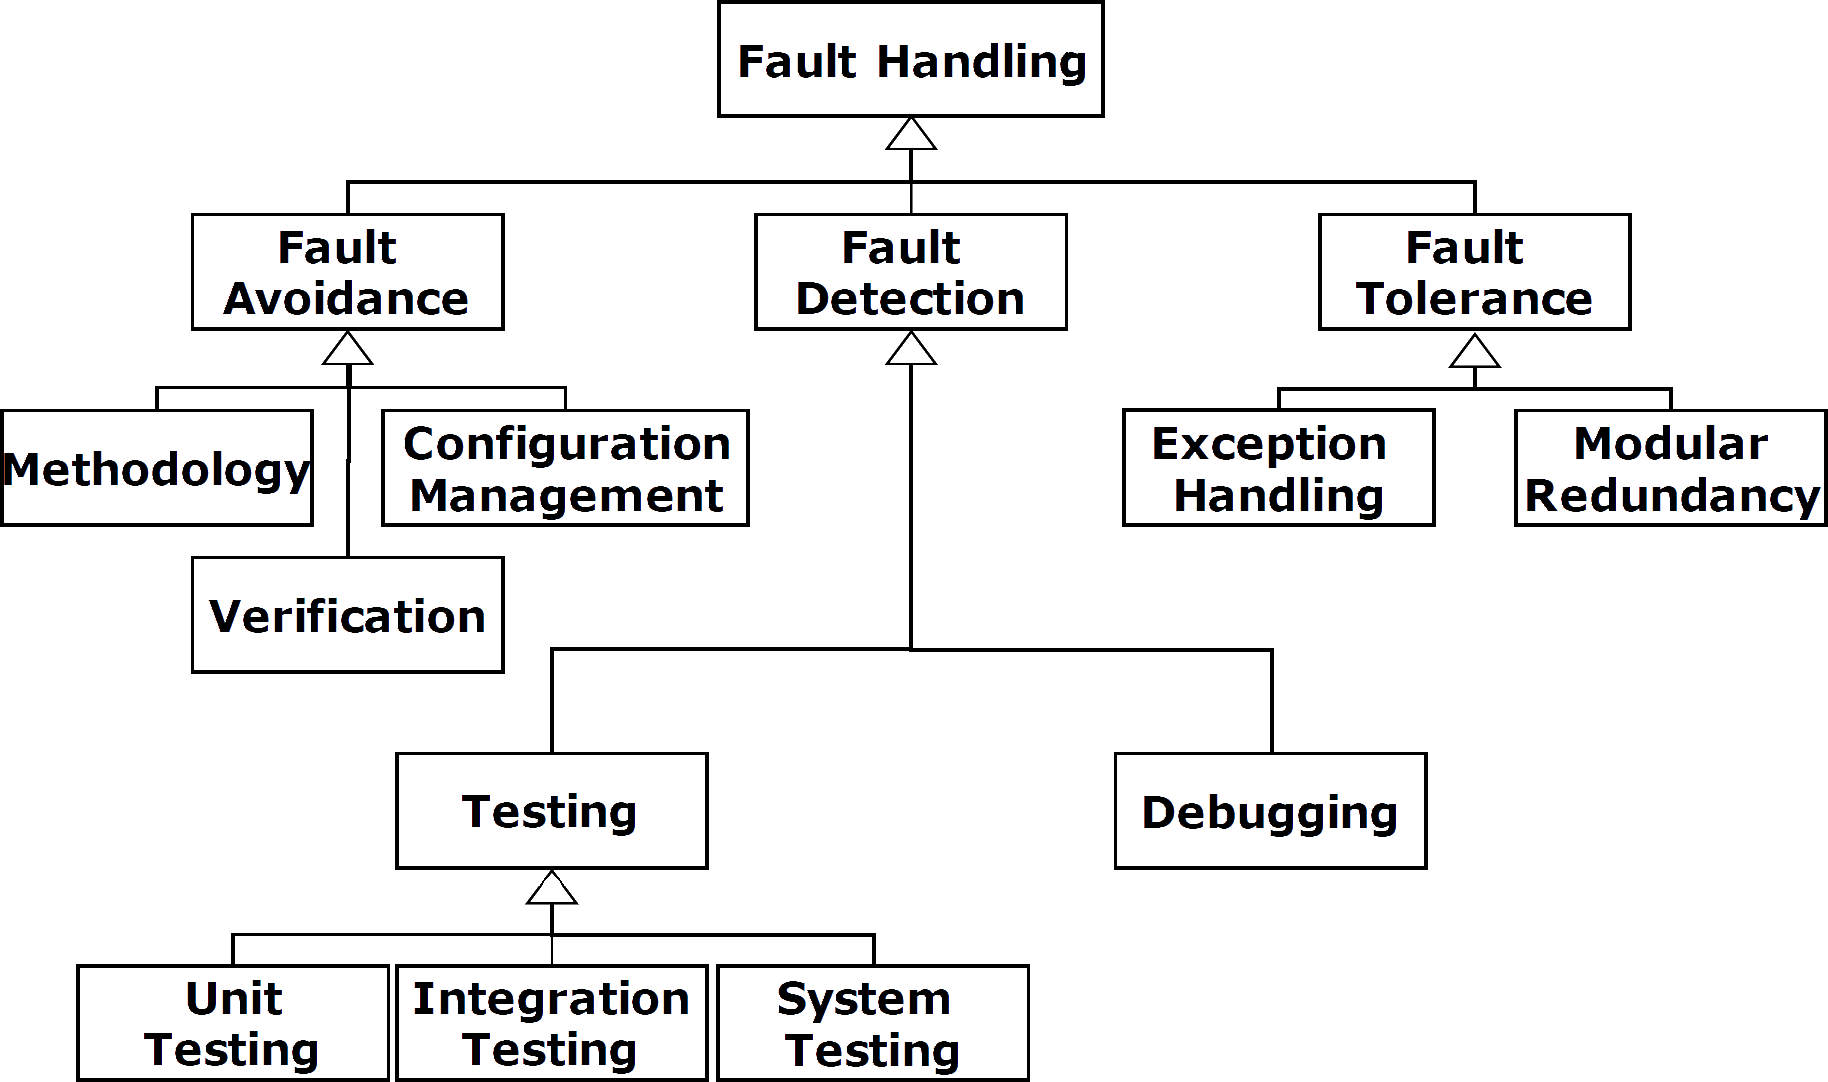 Fault Handling
Fault
Avoidance
Fault
Detection
Fault
Tolerance
Methodology
Configuration
Management
Exception
Handling
Modular
Redundancy
Verification
Testing
Debugging
Unit
Testing
Integration
Testing
System
Testing